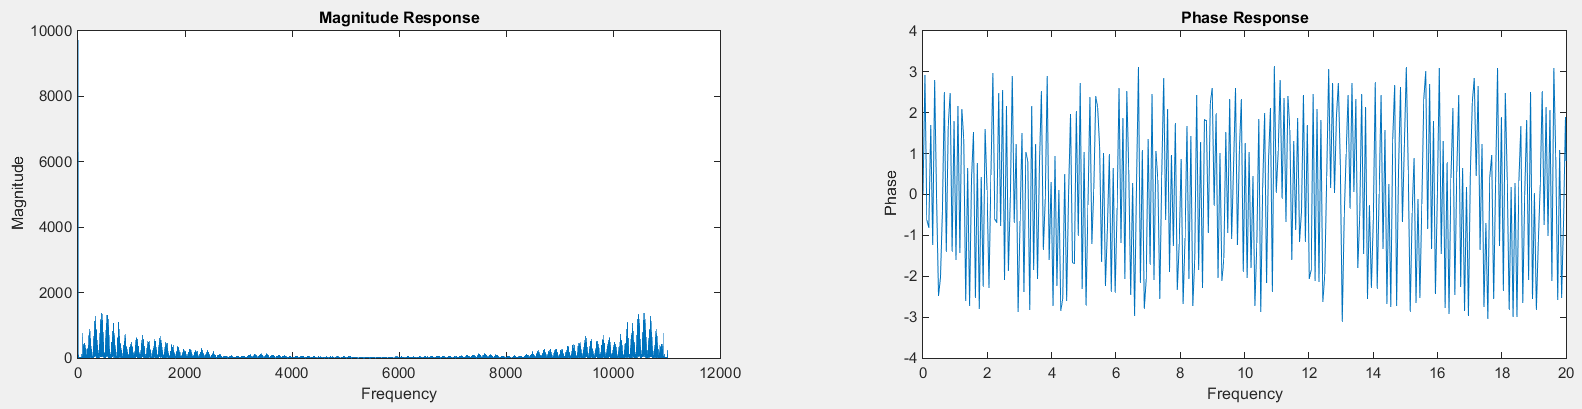 Magnitude Response
10000
8000
6000
4000
2000
0
Magnitude
0 2000 4000 6000 8000 10000 12000
Frequency
Phase Response
4
3
2
1
0
-1
-2
-3
-4
Phase
0 2 4 6 8 10 12 14 16 18 20
Frequency